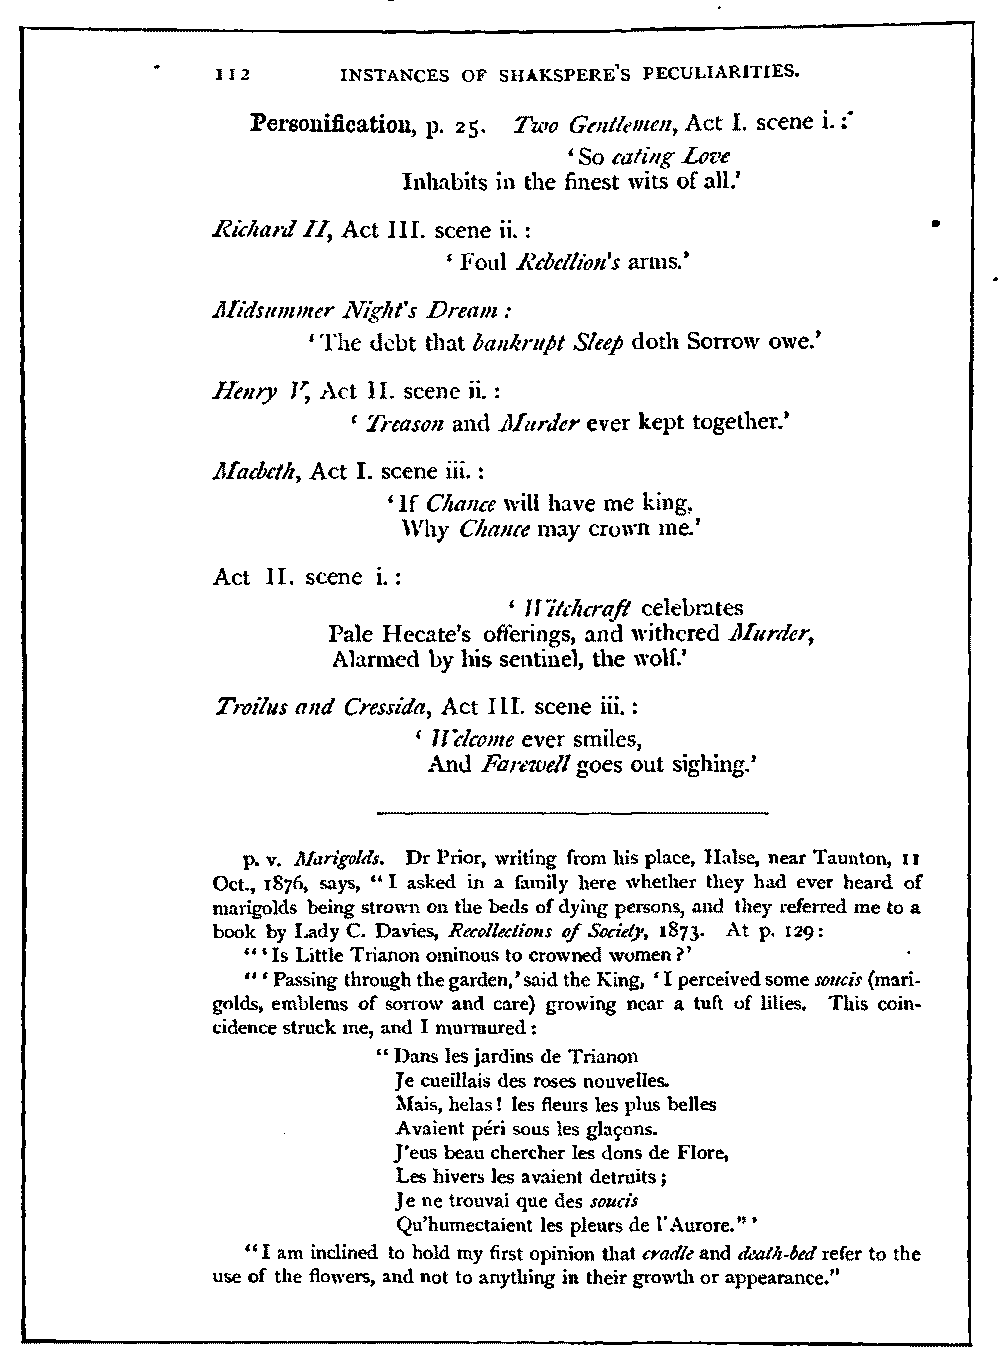 112 INSTANCES OF SHAKSPERE'S PECULIARITIES.
Personification, p. 25. Two Gentlemen, Act I. scene i. :
'So eating Love
Inhabits in the finest wits of all.'
Richard II, Act III. scene ii. :
'Foul Rebellion's arms.'
Midsummer Night's Dream :
'The debt that bankrupt Sleep doth Sorrow owe.'
Henry V, Act II. scene ii. :
'Treason and Murder ever kept together.'
Macbeth, Act I. scene iii. :
'If Chance will have me king,
Why Chance may crown me.'
Act II. scene i. :
'Witchcraft celebrates
Pale Hecate's offerings, and withered Murder,
Alarmed by his sentinel, the wolf.'
Troilus and Cressida, Act III. scene iii. :
'Welcome ever smiles,
And Farewell goes out sighing.'
p. v. Marigolds. Dr Prior, writing from his place, Halse, near Taunton, 11
Oct., 1876, says, "I asked in a family here whether they had ever heard of
marigolds being strown on the beds of dying persons, and they referred me to a
book by Lady C. Davies, Recollections of Society, 1873. At p. 129:
"'Is Little Trianon ominous to crowned women?'
"'Passing through the garden,' said the King, 'I perceived some soucis (mari-
golds, emblems of sorrow and care) growing near a tuft of lilies. This coin-
cidence struck me, and I murmured:
"Dans les jardins de Trianon
Je cueillais des roses nouvelles.
Mais, helas! les fleurs les plus belles
Avaient péri sous les glaçons.
J'eus beau chercher les dons de Flore,
Les hivers les avaient detruits;
Je ne trouvai que des soucis
Qu'humectaient les pleurs de l'Aurore."'
"I am inclined to hold my first opinion that cradle and death-bed refer to the
use of the flowers, and not to anything in their growth or appearance."